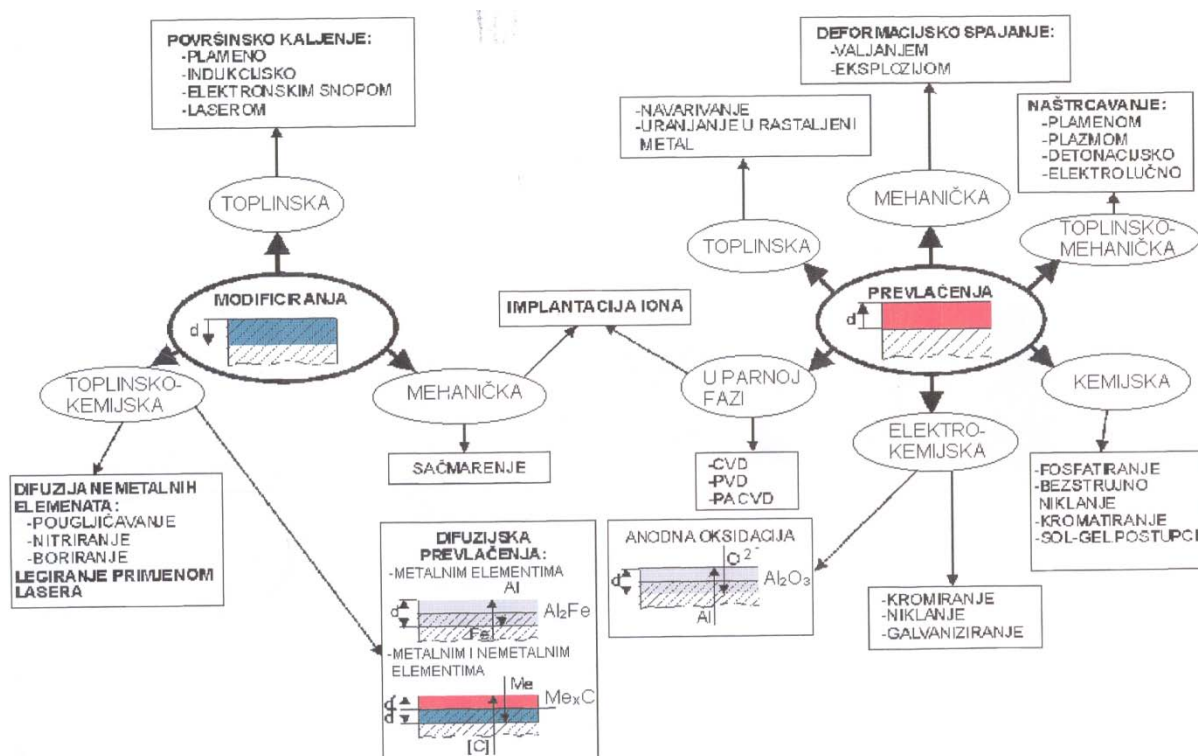 POVRŠINSKO KALJENJE:
-PLAMENO
-INDUKCIJSKO
-ELEKTRONSKIM SNOPOM
-LASEROM
TOPLINSKA
MODIFICIRANJA
d
TOPLINSKO-
KEMIJSKA
MEHANIČKA
SAČMARENJE
IMPLANTACIJA IONA
DIFUZIJA NEMETALNIH
ELEMENATA:
-POUGLJIČAVANJE
-NITRIRANJE
-BORIRANJE
LEGIRANJE PRIMJENOM
LASERA
DIFUZIJSKA
PREVLAČENJA:
-METALNIM ELEMENTIMA
Al
d
Al₂Fe
Fe
-METALNIM I NEMETALNIM
ELEMENTIMA
Me
d
d
MeₓC
[C]
DEFORMACIJSKO SPAJANJE:
-VALJANJEM
-EKSPLOZIJOM
-NAVARIVANJE
-URANJANJE U RASTALJENI
METAL
NAŠTRCAVANJE:
-PLAMENOM
-PLAZMOM
-DETONACIJSKO
-ELEKTROLUČNO
MEHANIČKA
TOPLINSKA
TOPLINSKO-
MEHANIČKA
PREVLAČENJA
d
U PARNOJ
FAZI
KEMIJSKA
ELEKTRO-
KEMIJSKA
-CVD
-PVD
-PACVD
-FOSFATIRANJE
-BEZSTRUJNO
NIKLANJE
-KROMATIRANJE
-SOL-GEL POSTUPCI
ANODNA OKSIDACIJA
O²⁻
d
Al₂O₃
Al
-KROMIRANJE
-NIKLANJE
-GALVANIZIRANJE